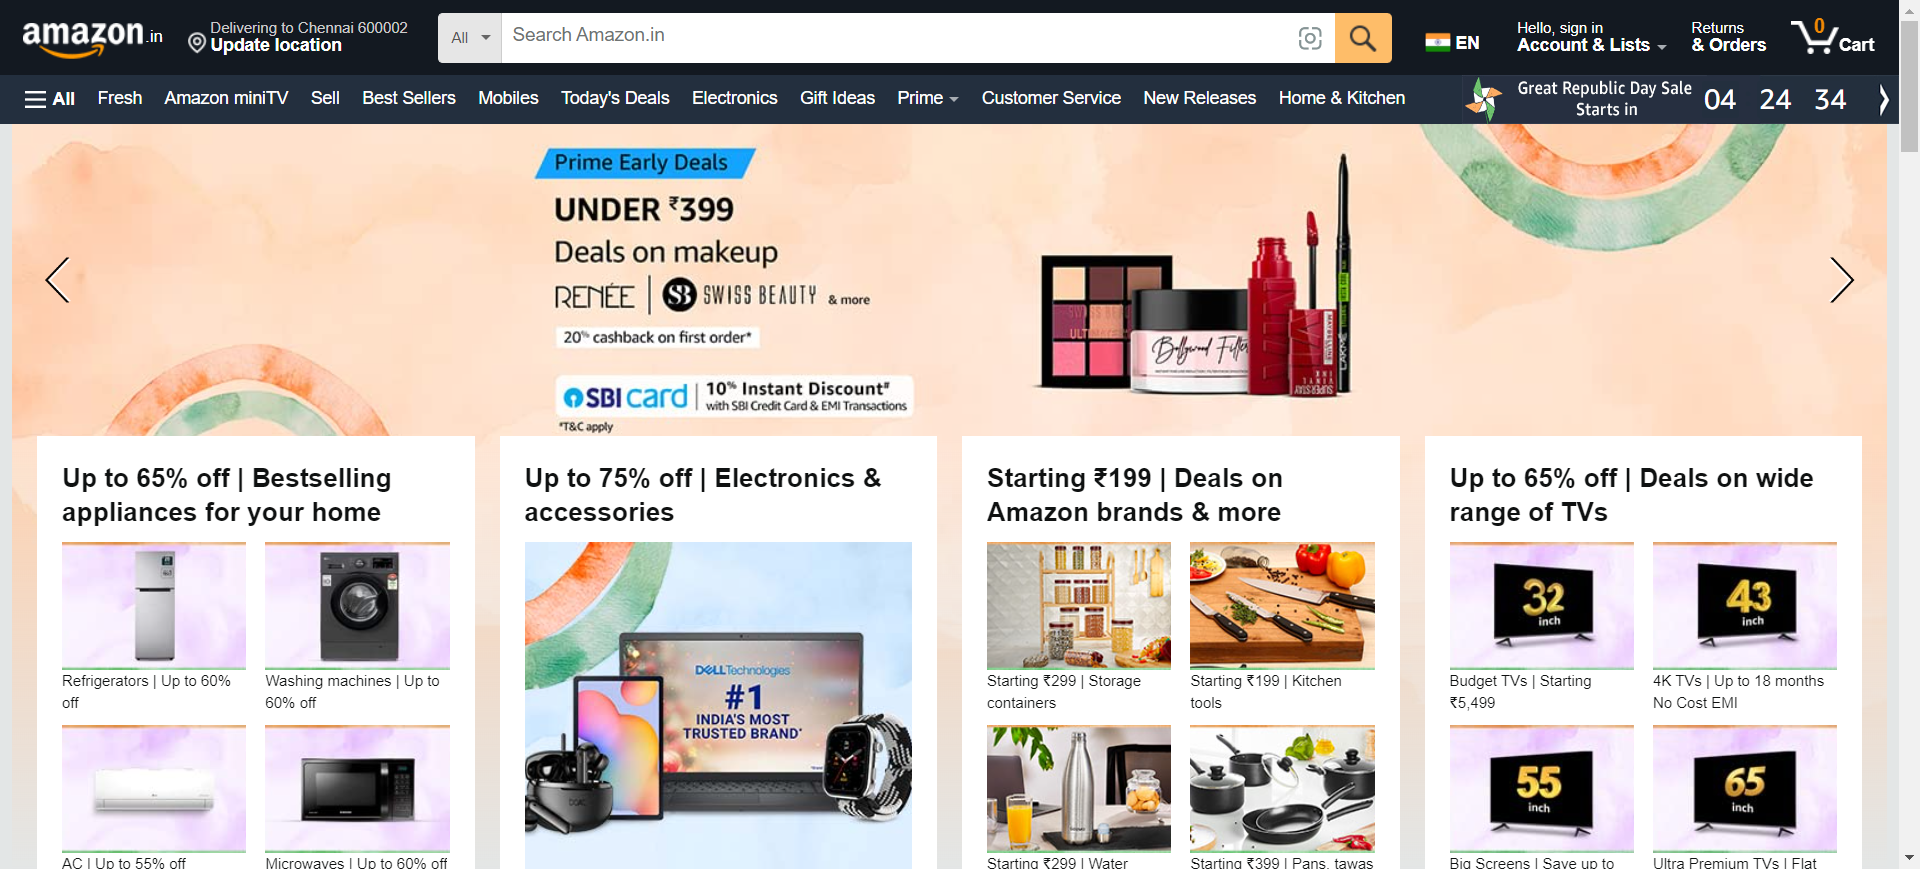 amazon.in
Delivering to Chennai 600002
Update location
All
Search Amazon.in
EN
Hello, sign in
Account & Lists
Returns
& Orders
0
Cart
All
Fresh
Amazon miniTV
Sell
Best Sellers
Mobiles
Today's Deals
Electronics
Gift Ideas
Prime
Customer Service
New Releases
Home & Kitchen
Great Republic Day Sale
Starts in
04 24 34
Prime Early Deals
UNDER ₹399
Deals on makeup
RENÉE | SB SWISS BEAUTY & more
20% cashback on first order*
SBI card | 10% Instant Discount#
with SBI Credit Card & EMI Transactions
*T&C apply
Bollywood Filter
MAYBELLINE
SUPERSTAY
VINYL
INK
LAKMÉ
Up to 65% off | Bestselling
appliances for your home
Refrigerators | Up to 60%
off
Washing machines | Up to
60% off
AC | Up to 55% off
Microwaves | Up to 60% off
Up to 75% off | Electronics &
accessories
DELL Technologies
#1
INDIA'S MOST
TRUSTED BRAND*
Starting ₹199 | Deals on
Amazon brands & more
Starting ₹299 | Storage
containers
Starting ₹199 | Kitchen
tools
Starting ₹299 | Water
Starting ₹399 | Pans, tawas
Up to 65% off | Deals on wide
range of TVs
32
inch
43
inch
Budget TVs | Starting
₹5,499
4K TVs | Up to 18 months
No Cost EMI
55
inch
65
inch
Big Screens | Save up to
Ultra Premium TVs | Flat